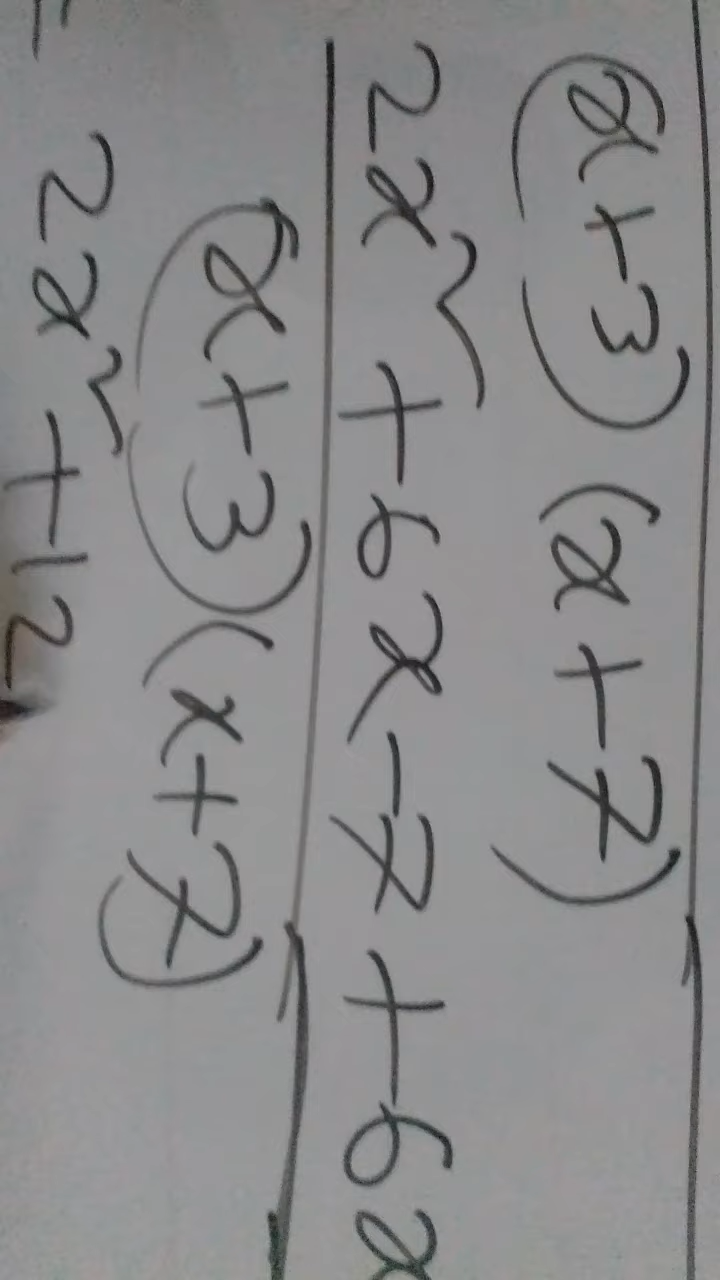 (x+3)(x+7)
2x² + 6x - 7 + 6x
(x+3)(x+7)
= 2x² + 12